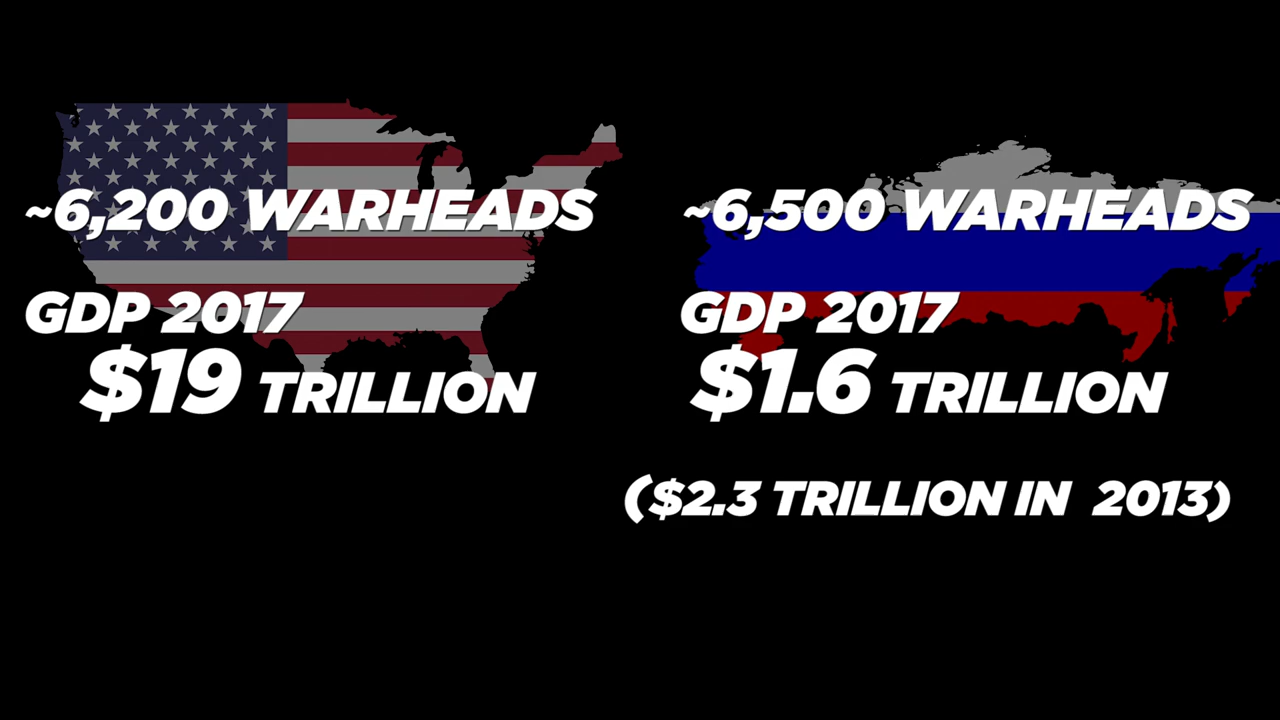 ~6,200 WARHEADS
GDP 2017
$19 TRILLION
~6,500 WARHEADS
GDP 2017
$1.6 TRILLION
($2.3 TRILLION IN 2013)